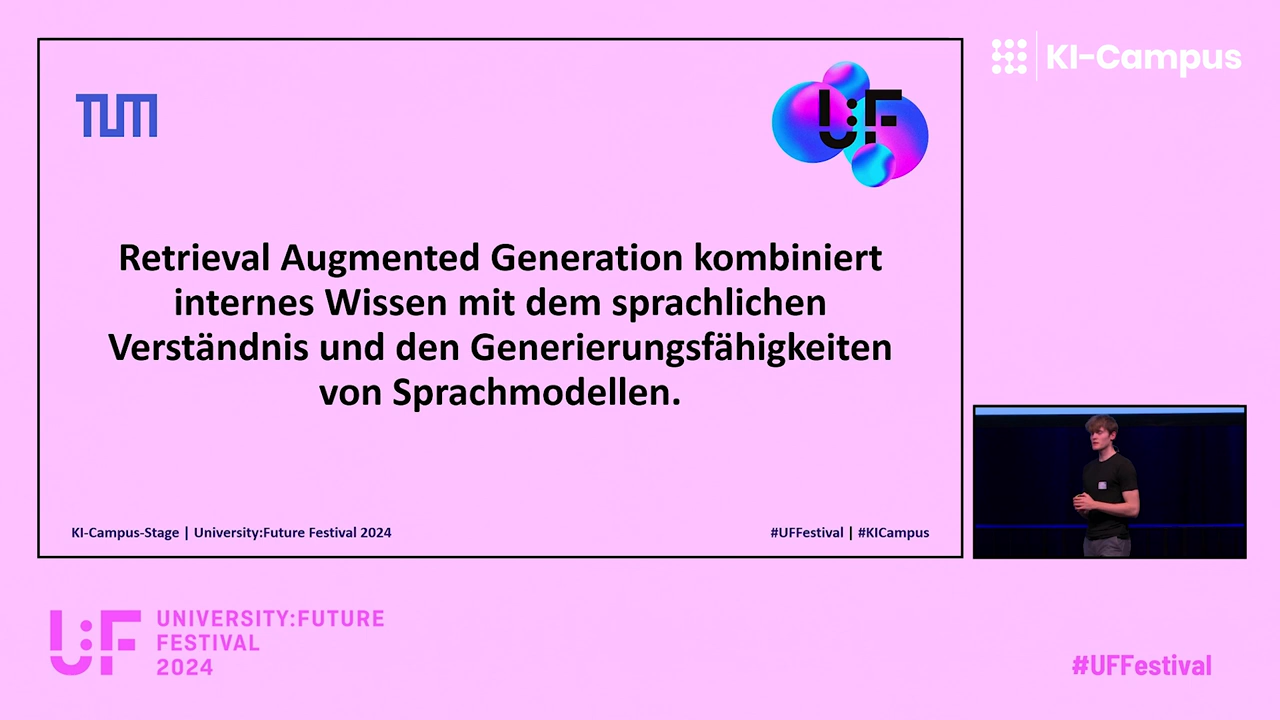 KI-Campus
TUM
U:F
Retrieval Augmented Generation kombiniert
internes Wissen mit dem sprachlichen
Verständnis und den Generierungsfähigkeiten
von Sprachmodellen.
KI-Campus-Stage | University:Future Festival 2024
#UFFestival | #KICampus
U:F
UNIVERSITY:FUTURE
FESTIVAL
2024
#UFFestival